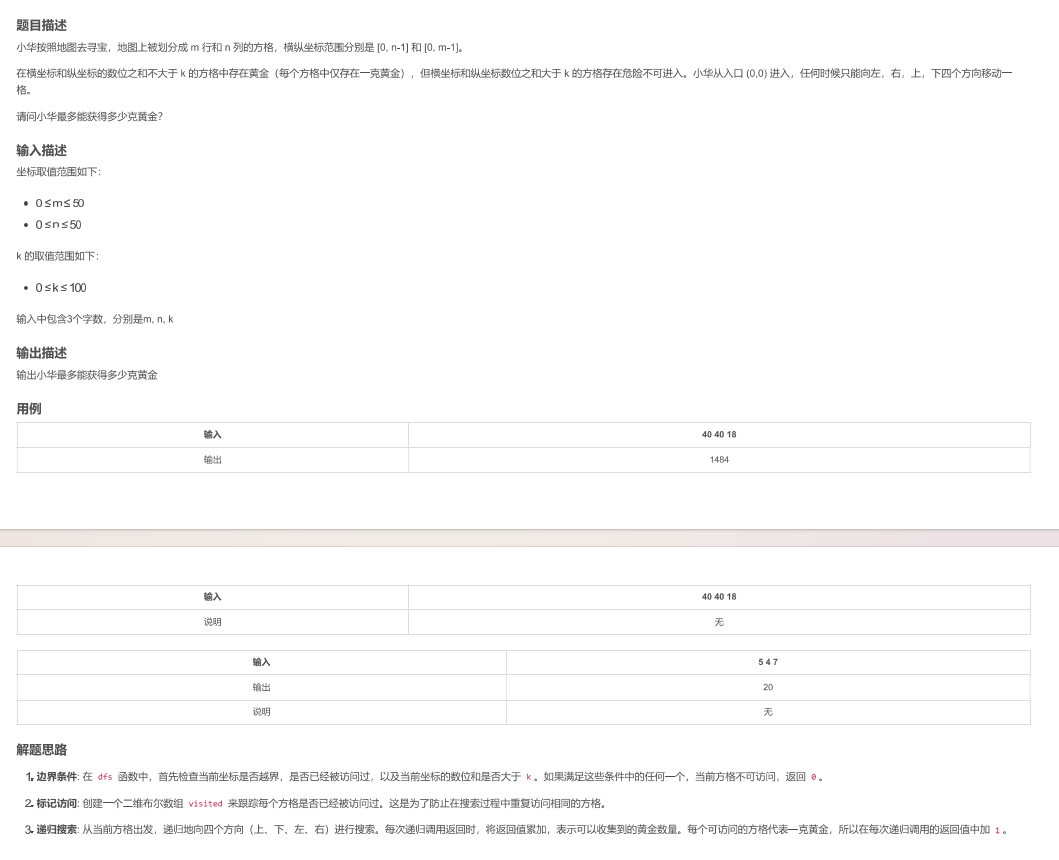 题目描述
小华按照地图去寻宝，地图上被划分成 m 行和 n 列的方格，横纵坐标范围分别是 [0, n-1] 和 [0, m-1]。
在横坐标和纵坐标的数位之和不大于 k 的方格中存在黄金（每个方格中仅存在一克黄金），但横坐标和纵坐标数位之和大于 k 的方格存在危险不可进入。小华从入口 (0,0) 进入，任何时候只能向左，右，上，下四个方向移动一
格。
请问小华最多能获得多少克黄金？
输入描述
坐标取值范围如下：
• 0 ≤ m ≤ 50
• 0 ≤ n ≤ 50
k 的取值范围如下：
• 0 ≤ k ≤ 100
输入中包含3个字数，分别是m, n, k
输出描述
输出小华最多能获得多少克黄金
用例
输入 40 40 18
输出 1484
输入 40 40 18
说明 无
输入 5 4 7
输出 20
说明 无
解题思路
1. 边界条件: 在 dfs 函数中，首先检查当前坐标是否越界，是否已经被访问过，以及当前坐标的数位和是否大于 k 。如果满足这些条件中的任何一个，当前方格不可访问，返回 0 。
2. 标记访问: 创建一个二维布尔数组 visited 来跟踪每个方格是否已经被访问过。这是为了防止在搜索过程中重复访问相同的方格。
3. 递归搜索: 从当前方格出发，递归地向四个方向（上、下、左、右）进行搜索。每次递归调用返回时，将返回值累加，表示可以收集到的黄金数量。每个可访问的方格代表一克黄金，所以在每次递归调用的返回值中加 1 。